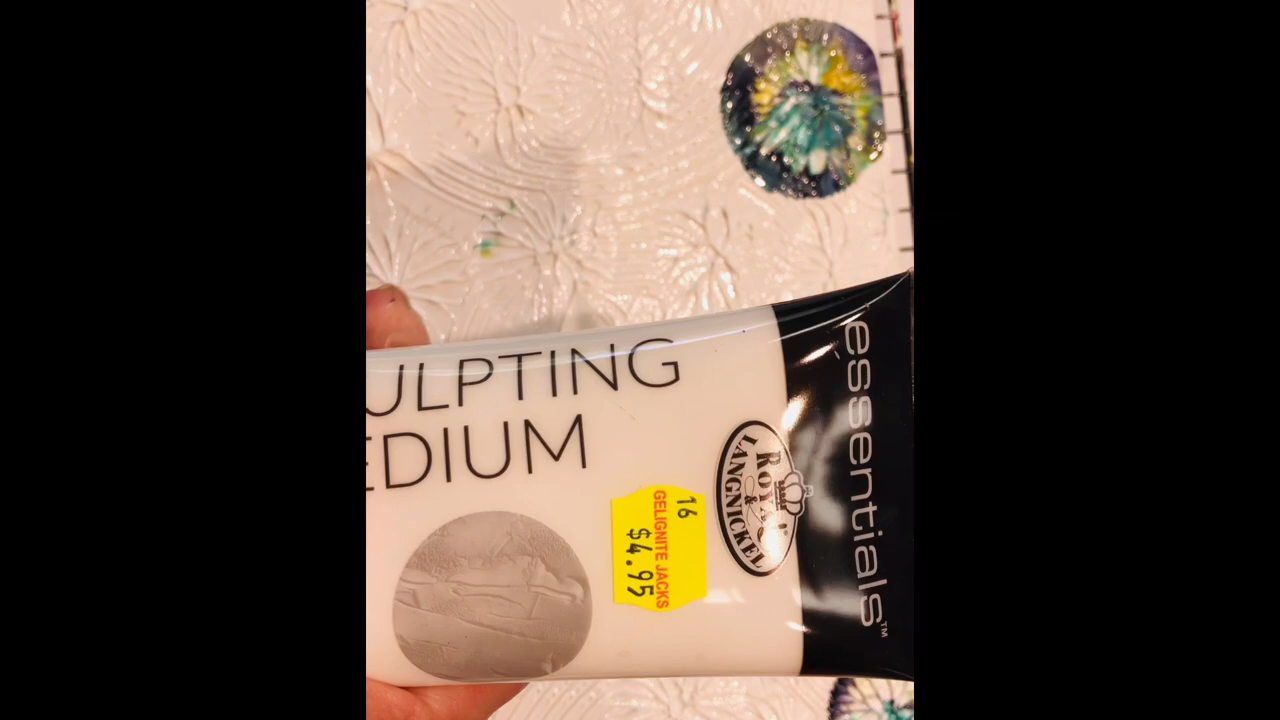 ULPTING
EDIUM
essentials™
ROYAL
&
LANGNICKEL
16
GELIGNITE JACKS
$4.95